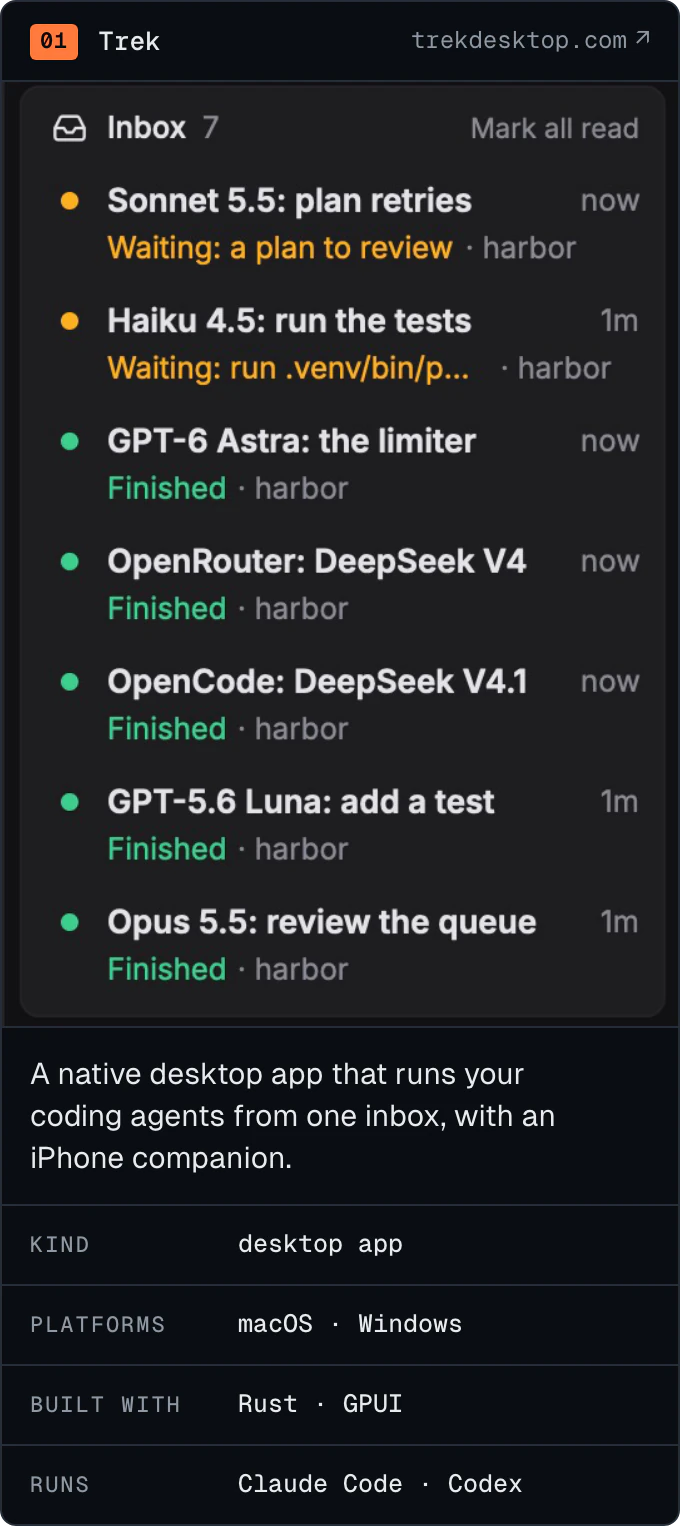 01 Trek trekdesktop.com ↗
Inbox 7 Mark all read
Sonnet 5.5: plan retries now
Waiting: a plan to review · harbor
Haiku 4.5: run the tests 1m
Waiting: run .venv/bin/p... · harbor
GPT-6 Astra: the limiter now
Finished · harbor
OpenRouter: DeepSeek V4 now
Finished · harbor
OpenCode: DeepSeek V4.1 now
Finished · harbor
GPT-5.6 Luna: add a test 1m
Finished · harbor
Opus 5.5: review the queue 1m
Finished · harbor
A native desktop app that runs your
coding agents from one inbox, with an
iPhone companion.
KIND desktop app
PLATFORMS macOS · Windows
BUILT WITH Rust · GPUI
RUNS Claude Code · Codex